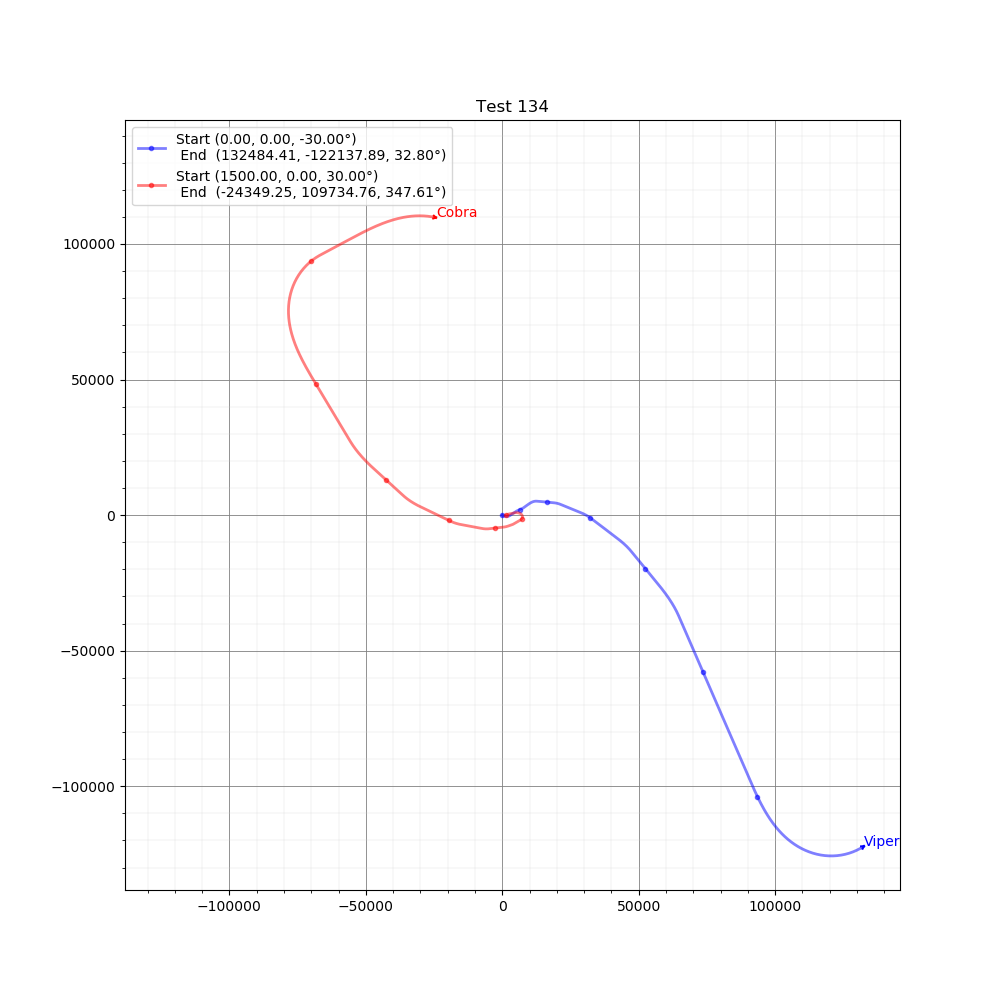 Test 134
Start (0.00, 0.00, -30.00°)
End (132484.41, -122137.89, 32.80°)
Start (1500.00, 0.00, 30.00°)
End (-24349.25, 109734.76, 347.61°)
Cobra
100000
50000
0
−50000
−100000
Viper
−100000
−50000
0
50000
100000